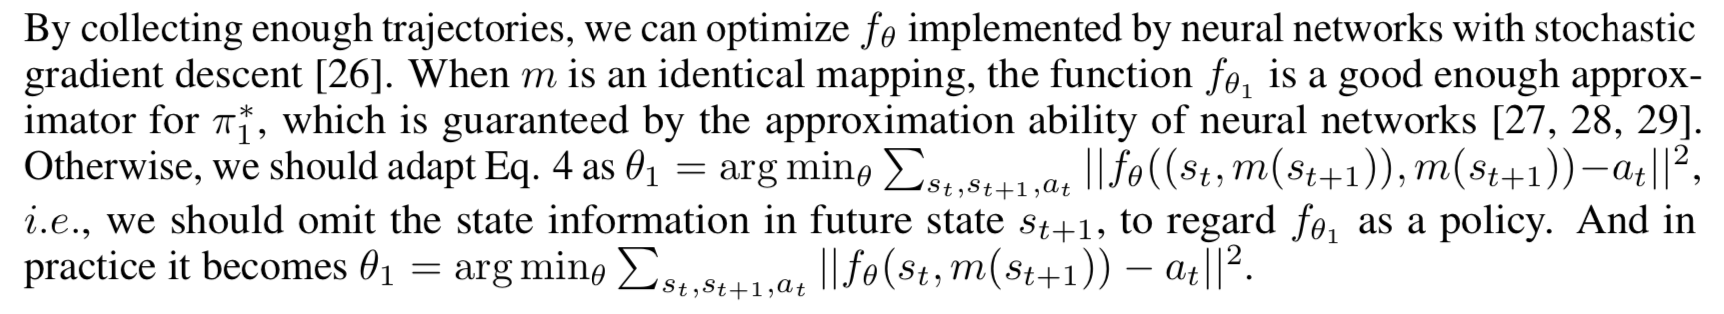 By collecting enough trajectories, we can optimize f_θ implemented by neural networks with stochastic
gradient descent [26]. When m is an identical mapping, the function f_{θ_1} is a good enough approx-
imator for π_1^*, which is guaranteed by the approximation ability of neural networks [27, 28, 29].
Otherwise, we should adapt Eq. 4 as θ_1 = arg min_θ ∑_{s_t,s_{t+1},a_t} ||f_θ((s_t, m(s_{t+1})), m(s_{t+1}))−a_t||^2,
i.e., we should omit the state information in future state s_{t+1}, to regard f_{θ_1} as a policy. And in
practice it becomes θ_1 = arg min_θ ∑_{s_t,s_{t+1},a_t} ||f_θ(s_t, m(s_{t+1})) − a_t||^2.